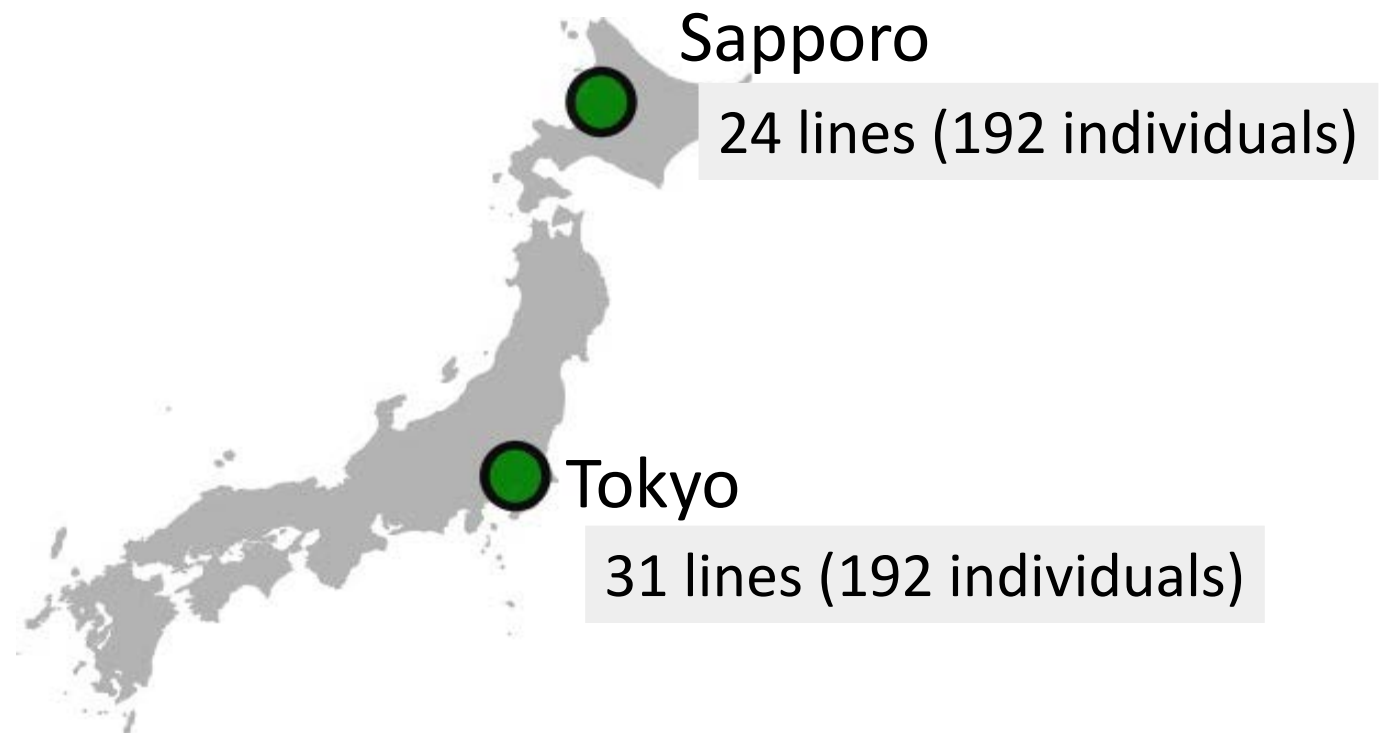 Sapporo
24 lines (192 individuals)
Tokyo
31 lines (192 individuals)